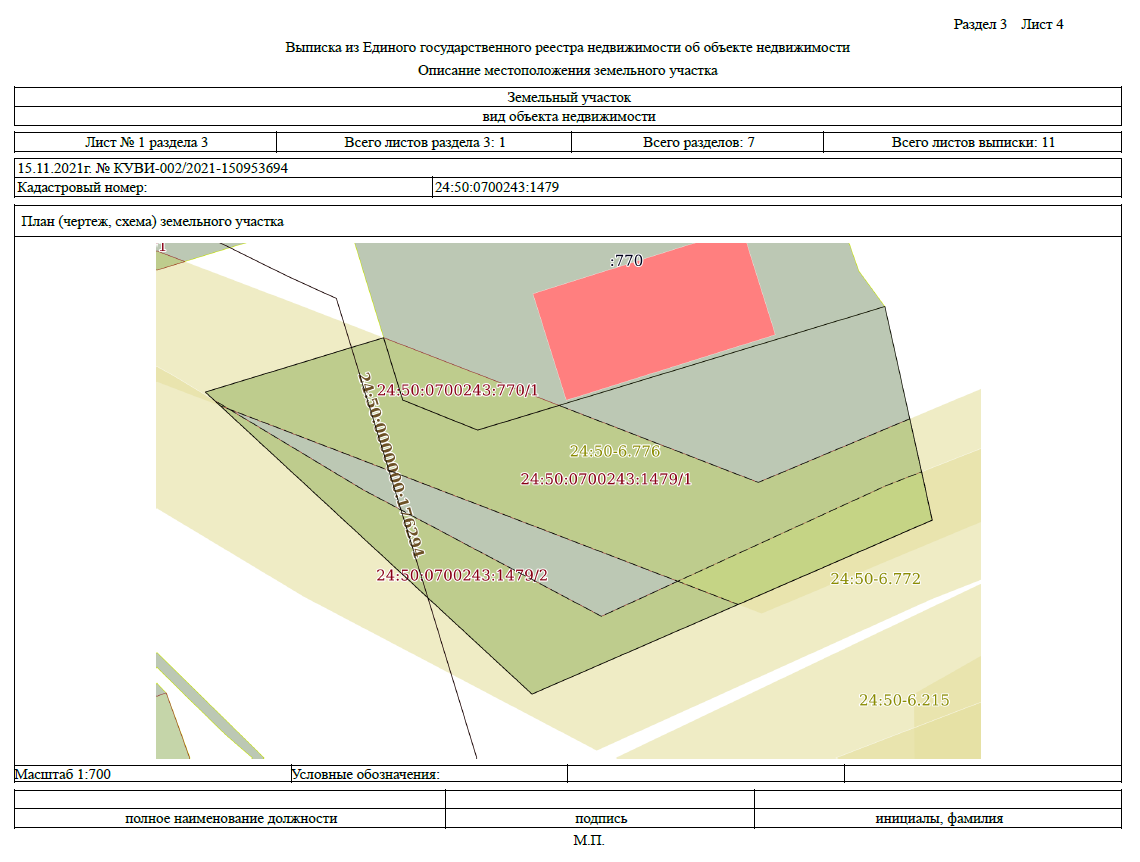 Раздел 3 Лист 4
Выписка из Единого государственного реестра недвижимости об объекте недвижимости
Описание местоположения земельного участка
Земельный участок
вид объекта недвижимости
Лист № 1 раздела 3 Всего листов раздела 3: 1 Всего разделов: 7 Всего листов выписки: 11
15.11.2021г. № КУВИ-002/2021-150953694
Кадастровый номер: 24:50:0700243:1479
План (чертеж, схема) земельного участка
1
:770
24:50:0700243:770/1
24:50:0000000:176294
24:50-6.776
24:50:0700243:1479/1
24:50:0700243:1479/2
24:50-6.772
24:50-6.215
Масштаб 1:700 Условные обозначения:
полное наименование должности подпись инициалы, фамилия
М.П.